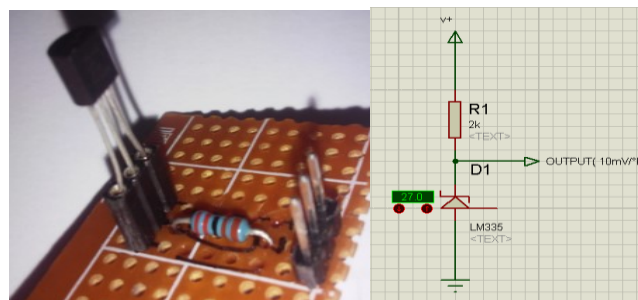 v+
R1
2k
<TEXT>
OUTPUT( 10mV/°
D1
27.0
LM335
<TEXT>